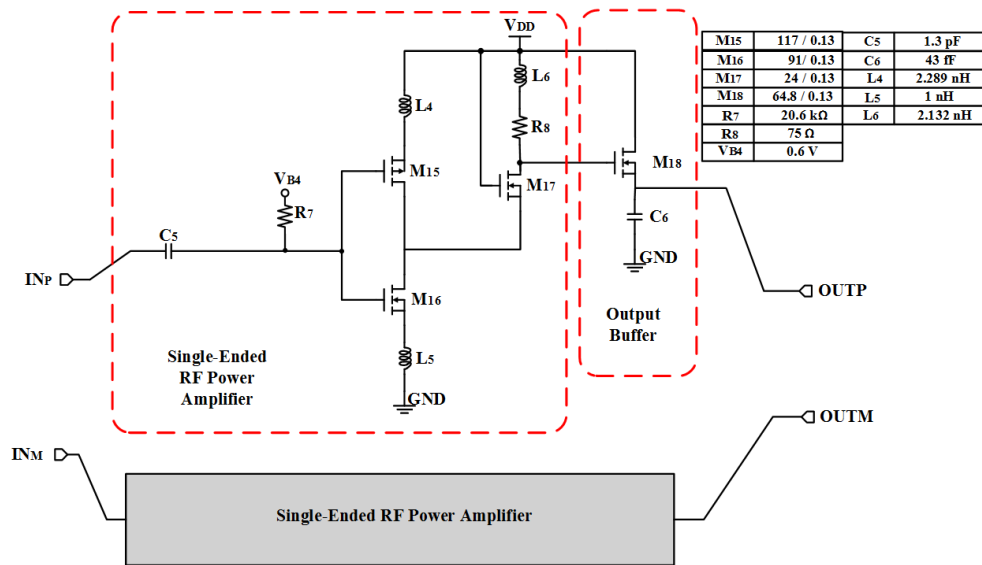 VDD
L6
L4
R8
M15
M17
M18
VB4
R7
C5
C6
GND
INP
M16
OUTP
Output
Buffer
L5
Single-Ended
RF Power
Amplifier
GND
OUTM
INM
Single-Ended RF Power Amplifier
M15 117 / 0.13 C5 1.3 pF
M16 91/ 0.13 C6 43 fF
M17 24 / 0.13 L4 2.289 nH
M18 64.8 / 0.13 L5 1 nH
R7 20.6 kΩ L6 2.132 nH
R8 75 Ω
VB4 0.6 V